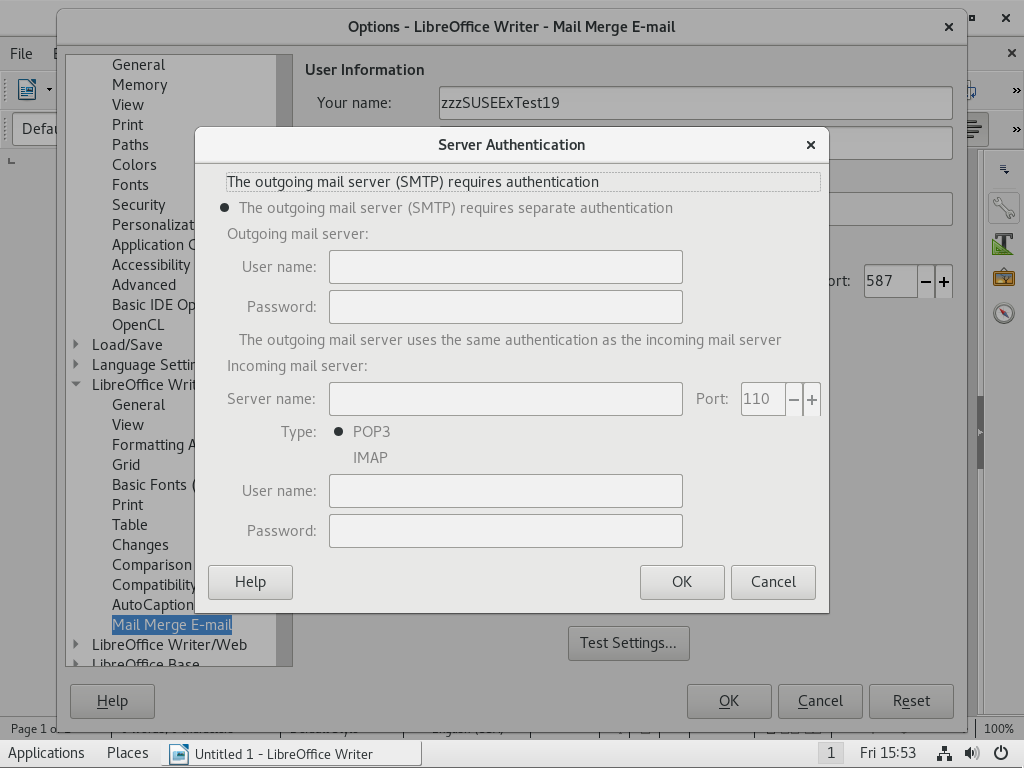 Options - LibreOffice Writer - Mail Merge E-mail
File
General
User Information
Memory
View
Your name:
zzzSUSEExTest19
Print
Paths
Colors
Fonts
Security
Application
Accessibility
Advanced
Basic IDE
OpenCL
Load/Save
Language
LibreOffice
General
View
Formatting
Grid
Basic Fonts
Print
Table
Changes
Comparison
Compatibility
AutoCaption
Mail Merge E-mail
LibreOffice Writer/Web
LibreOffice Base
Server Authentication
The outgoing mail server (SMTP) requires authentication
The outgoing mail server (SMTP) requires separate authentication
Outgoing mail server:
User name:
Password:
The outgoing mail server uses the same authentication as the incoming mail server
Incoming mail server:
Server name:
Port:
110
Type:
POP3
IMAP
User name:
Password:
Help
OK
Cancel
587
Test Settings...
Help
OK
Cancel
Reset
Page 1
100%
Applications
Places
Untitled 1 - LibreOffice Writer
1
Fri 15:53